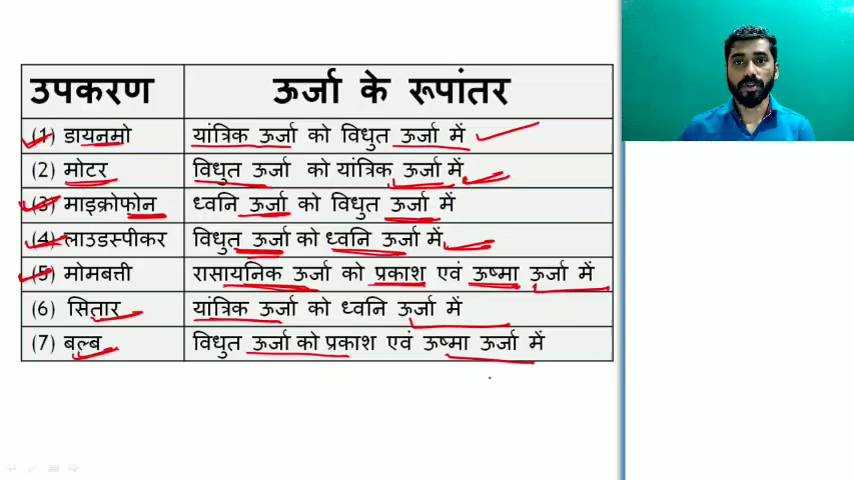 उपकरण ऊर्जा के रूपांतर
(1) डायनमो यांत्रिक ऊर्जा को विधुत ऊर्जा में
(2) मोटर विधुत ऊर्जा को यांत्रिक ऊर्जा में
(3) माइक्रोफोन ध्वनि ऊर्जा को विधुत ऊर्जा में
(4) लाउडस्पीकर विधुत ऊर्जा को ध्वनि ऊर्जा में
(5) मोमबत्ती रासायनिक ऊर्जा को प्रकाश एवं ऊष्मा ऊर्जा में
(6) सितार यांत्रिक ऊर्जा को ध्वनि ऊर्जा में
(7) बल्ब विधुत ऊर्जा को प्रकाश एवं ऊष्मा ऊर्जा में